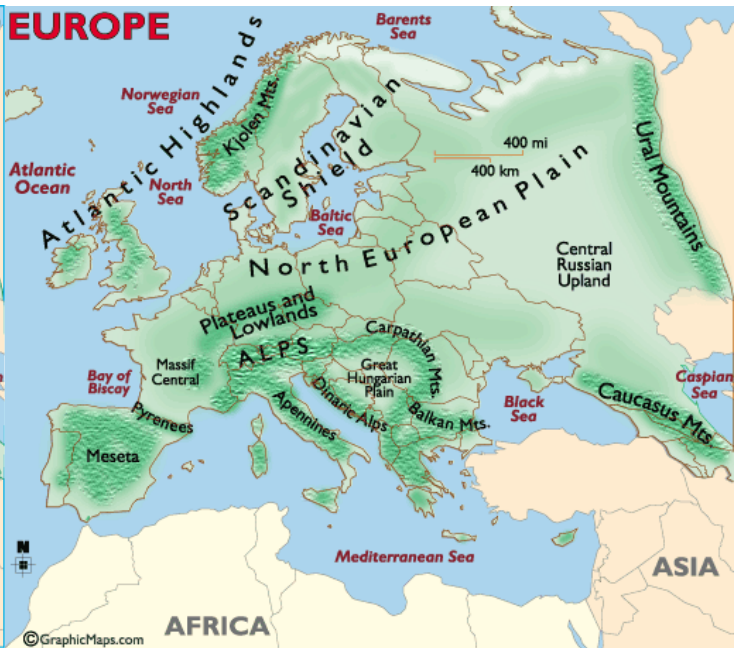 EUROPE
Barents
Sea
Norwegian
Sea
Atlantic Highlands
Kjolen Mts.
Scandinavian
Shield
400 mi
400 km
Ural Mountains
Atlantic
Ocean
North
Sea
Baltic
Sea
North European Plain
Central
Russian
Upland
Plateaus and
Lowlands
Carpathian Mts.
ALPS
Massif
Central
Great
Hungarian
Plain
Bay of
Biscay
Caspian
Sea
Black
Sea
Caucasus Mts.
Pyrenees
Apennines
Dinaric Alps
Balkan Mts.
Meseta
N
Mediterranean Sea
ASIA
AFRICA
©GraphicMaps.com